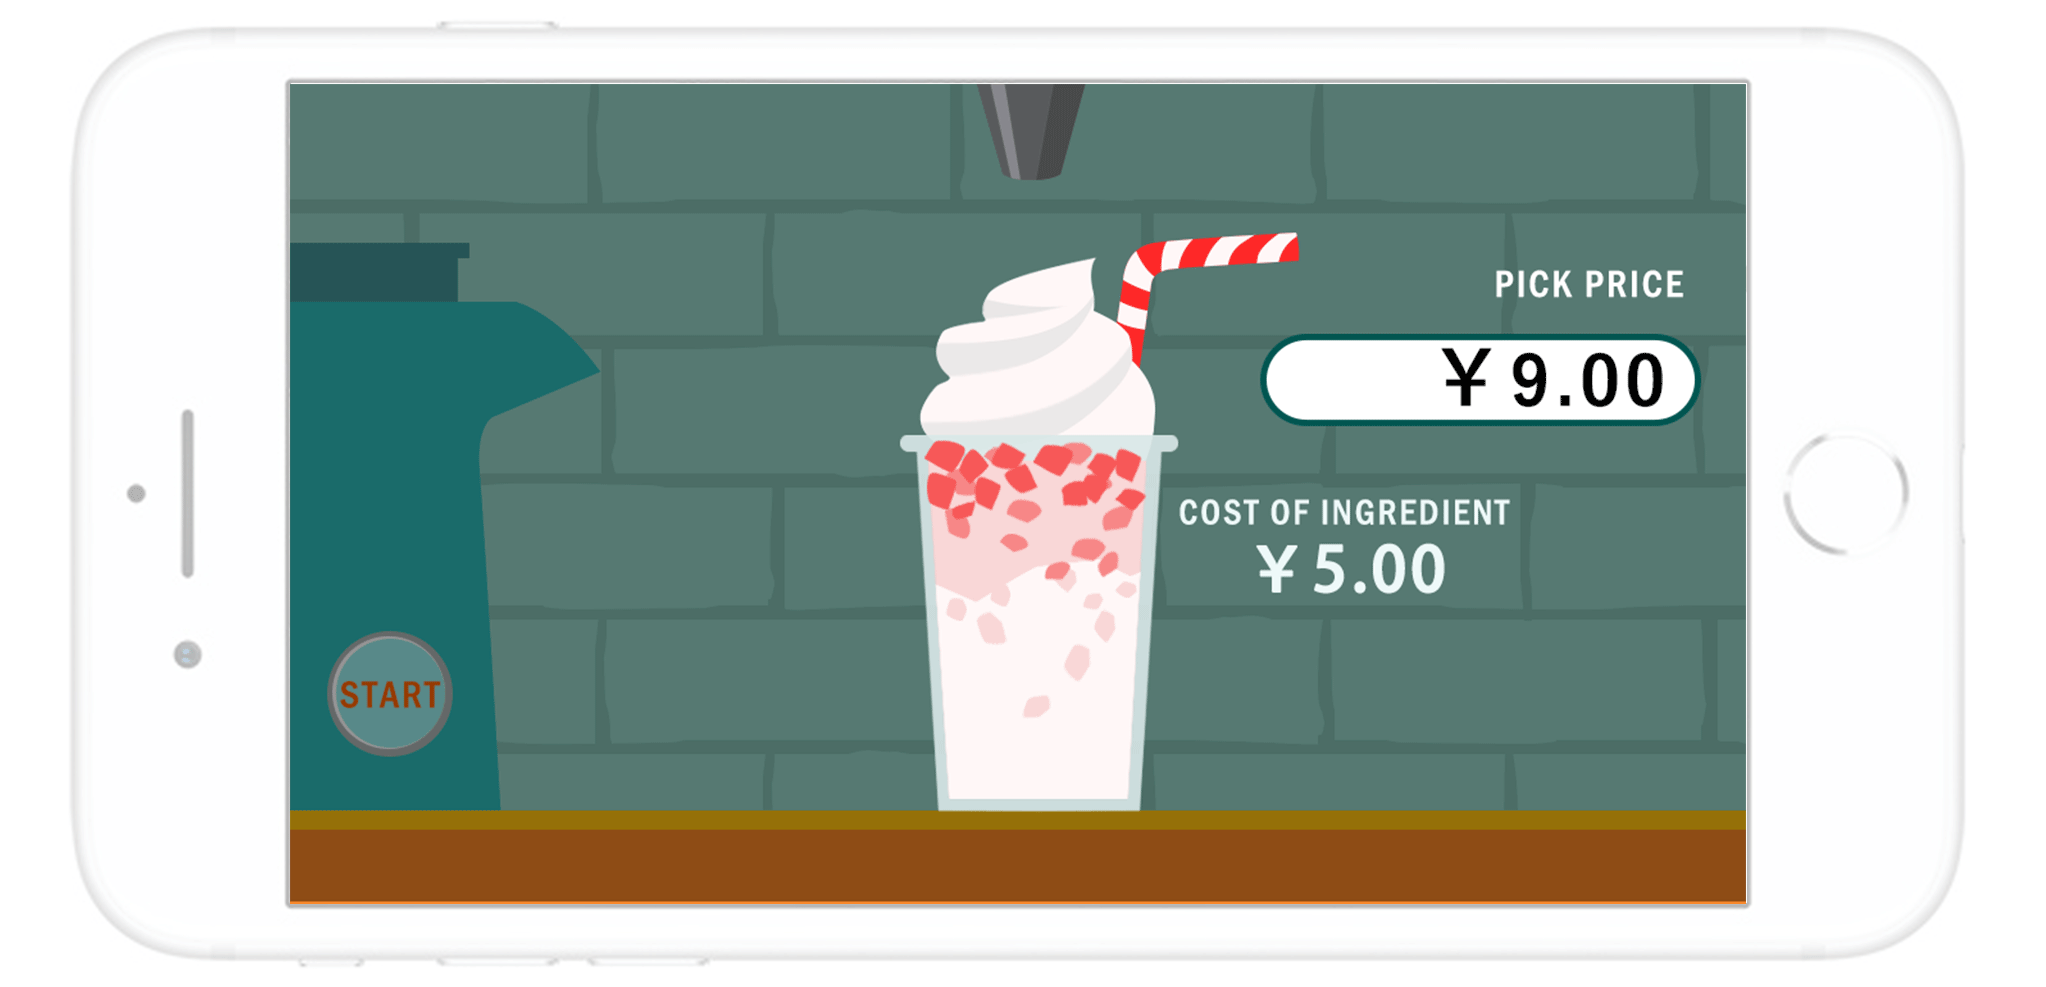 PICK PRICE
¥ 9.00
COST OF INGREDIENT
¥ 5.00
START